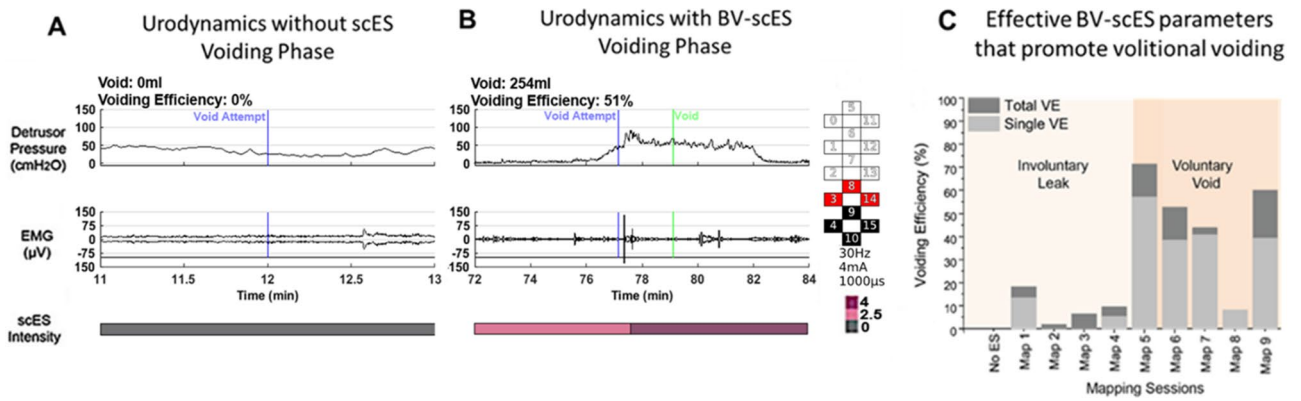 A
Urodynamics without scES
Voiding Phase
Void: 0ml
Voiding Efficiency: 0%
Void Attempt
Detrusor
Pressure
(cmH2O)
150
100
50
0
EMG
(µV)
150
75
0
-75
150
11
11.5
12
12.5
13
Time (min)
scES
Intensity
B
Urodynamics with BV-scES
Voiding Phase
Void: 254ml
Voiding Efficiency: 51%
Void Attempt
Void
150
100
50
0
150
75
0
-75
-150
72
74
76
78
80
82
84
Time (min)
5
0 11
1 12
7
2 13
8
3 14
9
4 15
10
30Hz
4mA
1000µs
4
2.5
0
C
Effective BV-scES parameters
that promote volitional voiding
Total VE
Single VE
Involuntary
Leak
Voluntary
Void
Voiding Efficiency (%)
100
90
80
70
60
50
40
30
20
10
0
No ES
Map 1
Map 2
Map 3
Map 4
Map 5
Map 6
Map 7
Map 8
Map 9
Mapping Sessions